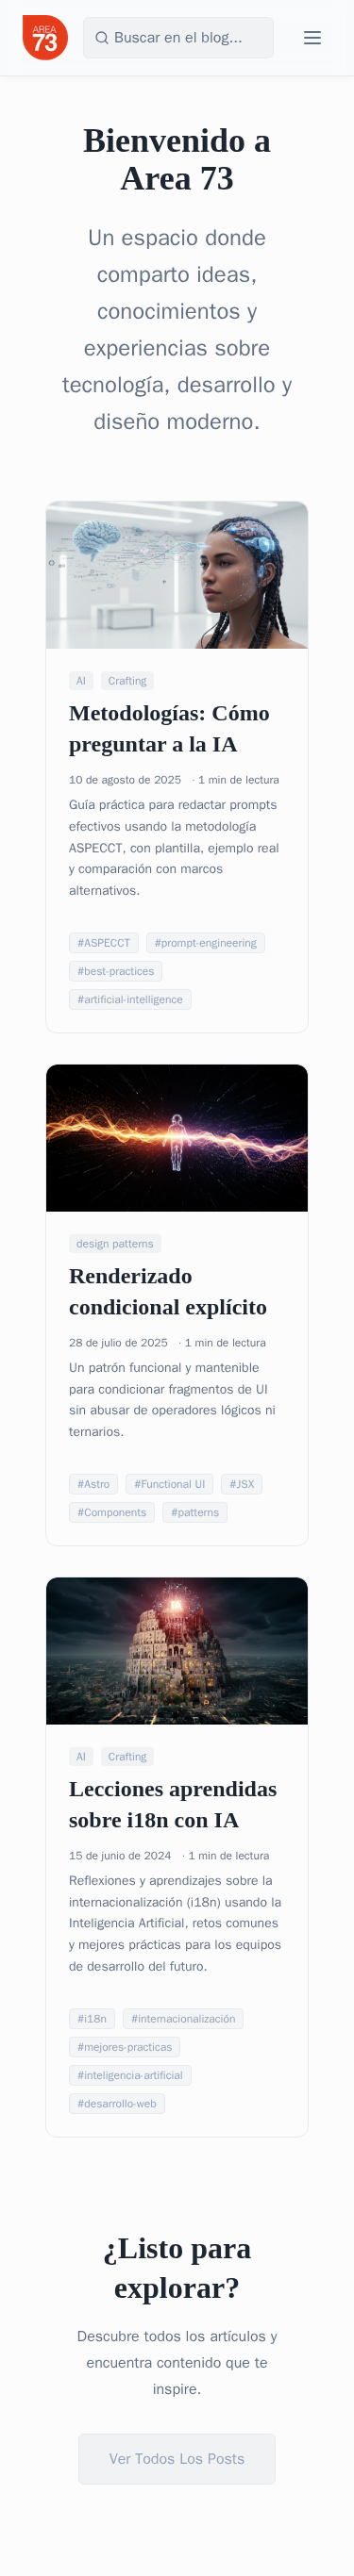 AREA
73
Buscar en el blog...
Bienvenido a
Area 73
Un espacio donde
comparto ideas,
conocimientos y
experiencias sobre
tecnología, desarrollo y
diseño moderno.
AI Crafting
Metodologías: Cómo
preguntar a la IA
10 de agosto de 2025 · 1 min de lectura
Guía práctica para redactar prompts
efectivos usando la metodología
ASPECCT, con plantilla, ejemplo real
y comparación con marcos
alternativos.
#ASPECCT #prompt-engineering
#best-practices
#artificial-intelligence
design patterns
Renderizado
condicional explícito
28 de julio de 2025 · 1 min de lectura
Un patrón funcional y mantenible
para condicionar fragmentos de UI
sin abusar de operadores lógicos ni
ternarios.
#Astro #Functional UI #JSX
#Components #patterns
IA
AI Crafting
Lecciones aprendidas
sobre i18n con IA
15 de junio de 2024 · 1 min de lectura
Reflexiones y aprendizajes sobre la
internacionalización (i18n) usando la
Inteligencia Artificial, retos comunes
y mejores prácticas para los equipos
de desarrollo del futuro.
#i18n #internacionalización
#mejores-practicas
#inteligencia-artificial
#desarrollo-web
¿Listo para
explorar?
Descubre todos los artículos y
encuentra contenido que te
inspire.
Ver Todos Los Posts